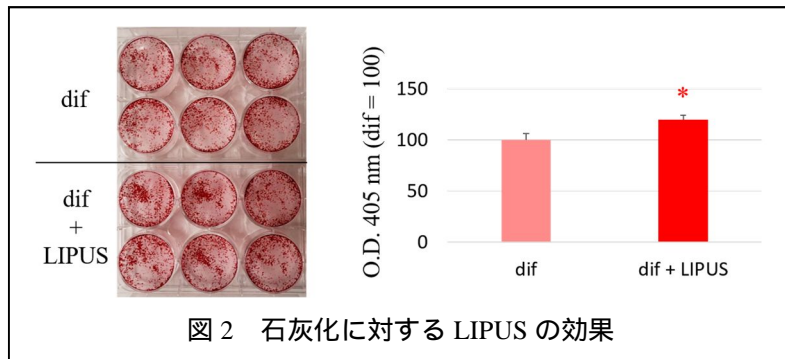 dif
dif
+
LIPUS
O.D. 405 nm (dif = 100)
150
100
50
0
*
dif
dif + LIPUS
図 2 石灰化に対する LIPUS の効果